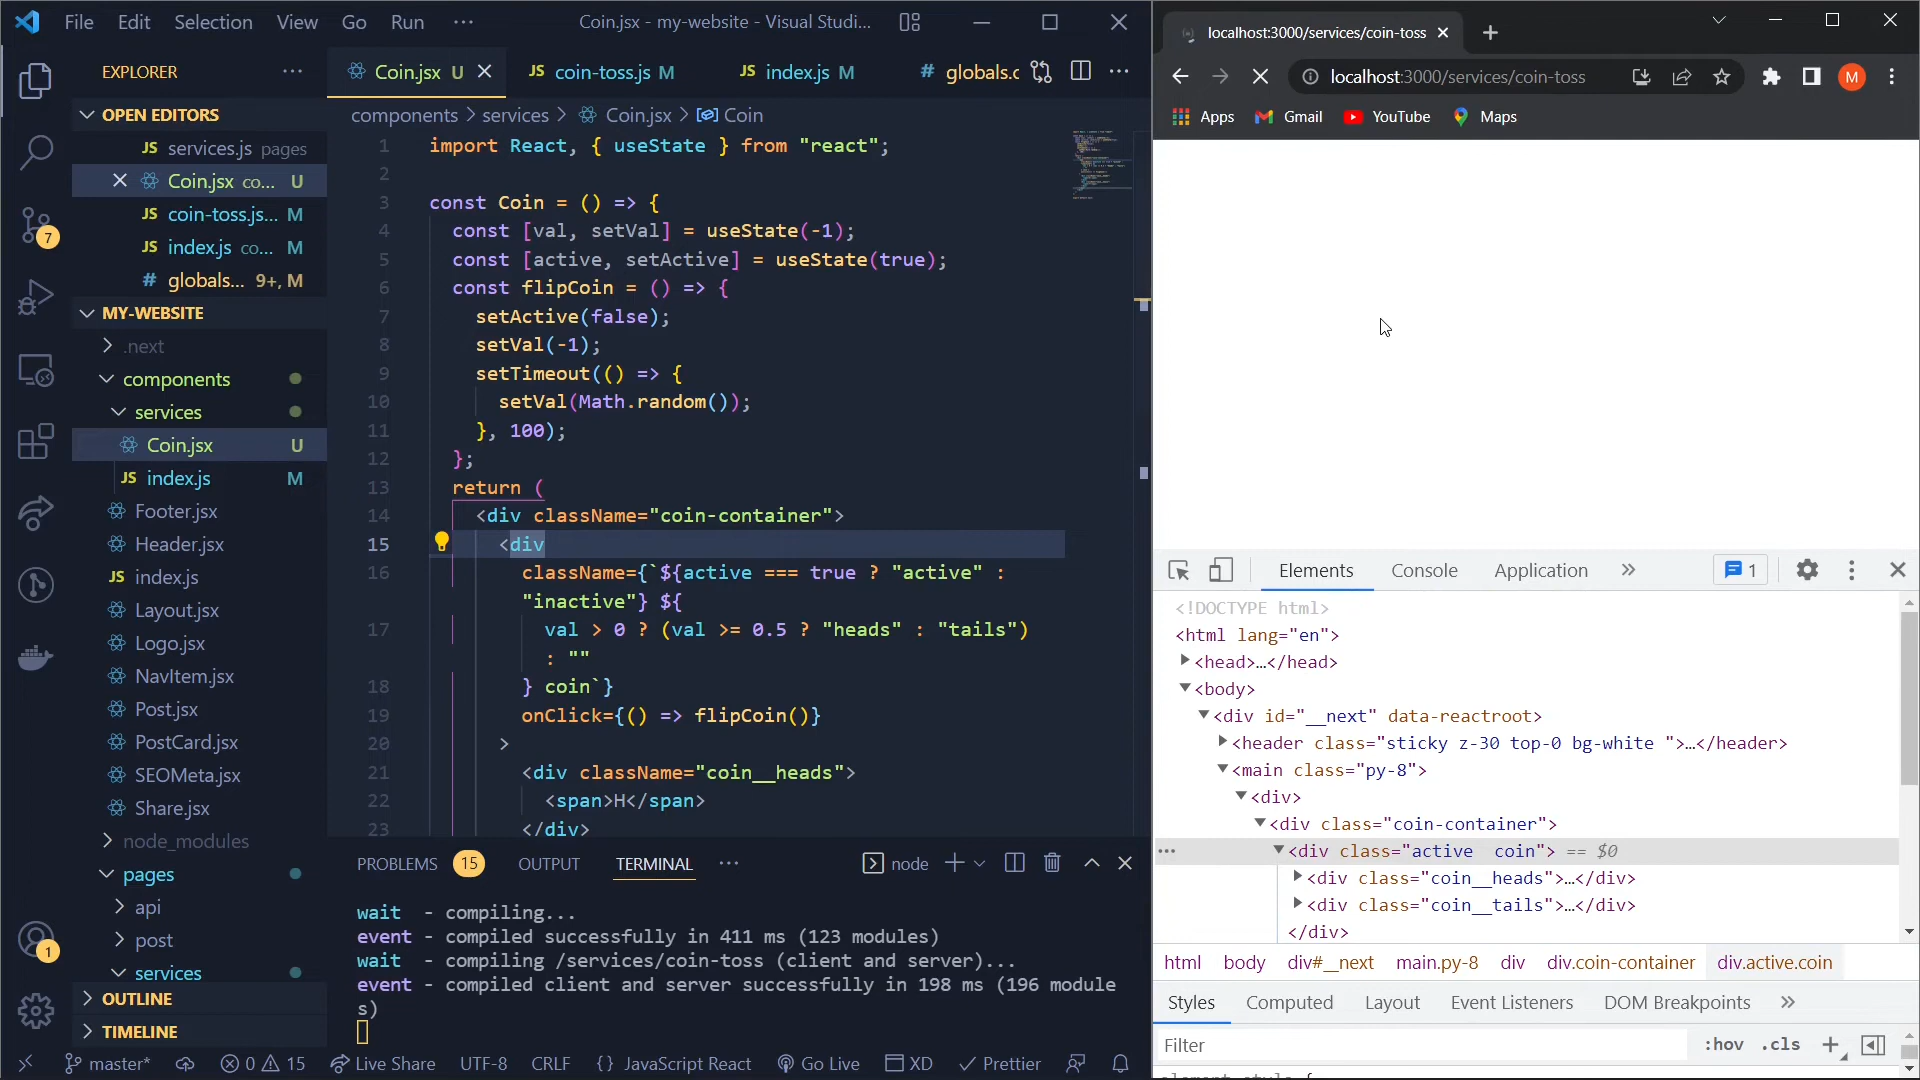 File Edit Selection View Go Run ··· Coin.jsx - my-website - Visual Studi...
EXPLORER ···
OPEN EDITORS
JS services.js pages
Coin.jsx co... U
JS coin-toss.js... M
JS index.js co... M
# globals... 9+, M
MY-WEBSITE
.next
components
services
Coin.jsx U
JS index.js M
Footer.jsx
Header.jsx
JS index.js
Layout.jsx
Logo.jsx
NavItem.jsx
Post.jsx
PostCard.jsx
SEOMeta.jsx
Share.jsx
node_modules
pages
api
post
services
OUTLINE
TIMELINE
7
1
Coin.jsx U JS coin-toss.js M JS index.js M # globals.c ···
components > services > Coin.jsx > Coin
1 import React, { useState } from "react";
2
3 const Coin = () => {
4 const [val, setVal] = useState(-1);
5 const [active, setActive] = useState(true);
6 const flipCoin = () => {
7 setActive(false);
8 setVal(-1);
9 setTimeout(() => {
10 setVal(Math.random());
11 }, 100);
12 };
13 return (
14 <div className="coin-container">
15 <div
16 className={`${active === true ? "active" :
"inactive"} ${
17 val > 0 ? (val >= 0.5 ? "heads" : "tails")
: ""
18 } coin`}
19 onClick={() => flipCoin()}
20 >
21 <div className="coin__heads">
22 <span>H</span>
23 </div>
PROBLEMS 15 OUTPUT TERMINAL ··· node
wait - compiling...
event - compiled successfully in 411 ms (123 modules)
wait - compiling /services/coin-toss (client and server)...
event - compiled client and server successfully in 198 ms (196 module
s)
master* 0 15 Live Share UTF-8 CRLF {} JavaScript React Go Live XD Prettier
localhost:3000/services/coin-toss
localhost:3000/services/coin-toss M
Apps Gmail YouTube Maps
Elements Console Application » 1
<!DOCTYPE html>
<html lang="en">
<head>…</head>
<body>
<div id="__next" data-reactroot>
<header class="sticky z-30 top-0 bg-white ">…</header>
<main class="py-8">
<div>
<div class="coin-container">
··· <div class="active  coin"> == $0
<div class="coin__heads">…</div>
<div class="coin__tails">…</div>
</div>
html body div#__next main.py-8 div div.coin-container div.active.coin
Styles Computed Layout Event Listeners DOM Breakpoints »
Filter :hov .cls +